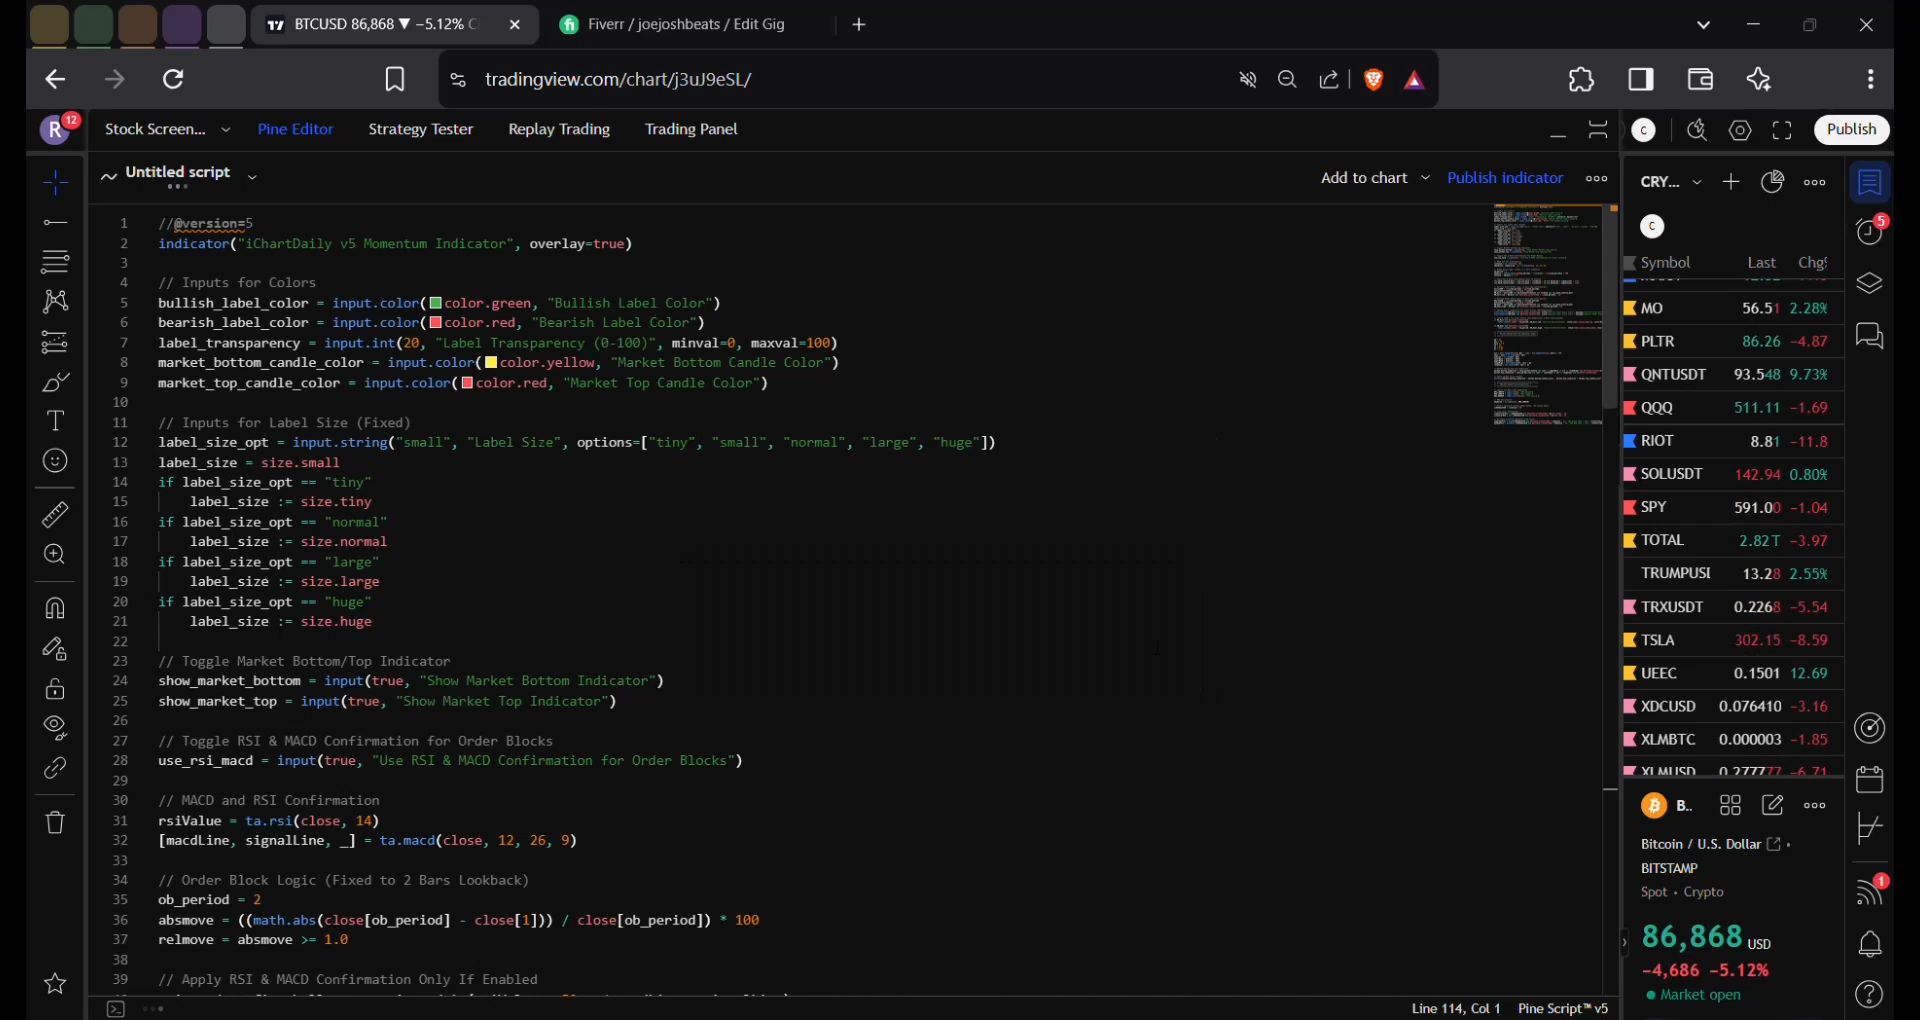 BTCUSD 86,868 ▼ −5.12%
Fiverr / joejoshbeats / Edit Gig
tradingview.com/chart/j3uJ9eSL/
R
12
Stock Screen...
Pine Editor
Strategy Tester
Replay Trading
Trading Panel
C
Publish
Untitled script
Add to chart
Publish indicator
CRY...
5
C
Symbol Last Chg%
1 //@version=5
2 indicator("iChartDaily v5 Momentum Indicator", overlay=true)
3
4 // Inputs for Colors
5 bullish_label_color = input.color(color.green, "Bullish Label Color")
6 bearish_label_color = input.color(color.red, "Bearish Label Color")
7 label_transparency = input.int(20, "Label Transparency (0-100)", minval=0, maxval=100)
8 market_bottom_candle_color = input.color(color.yellow, "Market Bottom Candle Color")
9 market_top_candle_color = input.color(color.red, "Market Top Candle Color")
10
11 // Inputs for Label Size (Fixed)
12 label_size_opt = input.string("small", "Label Size", options=["tiny", "small", "normal", "large", "huge"])
13 label_size = size.small
14 if label_size_opt == "tiny"
15 label_size := size.tiny
16 if label_size_opt == "normal"
17 label_size := size.normal
18 if label_size_opt == "large"
19 label_size := size.large
20 if label_size_opt == "huge"
21 label_size := size.huge
22
23 // Toggle Market Bottom/Top Indicator
24 show_market_bottom = input(true, "Show Market Bottom Indicator")
25 show_market_top = input(true, "Show Market Top Indicator")
26
27 // Toggle RSI & MACD Confirmation for Order Blocks
28 use_rsi_macd = input(true, "Use RSI & MACD Confirmation for Order Blocks")
29
30 // MACD and RSI Confirmation
31 rsiValue = ta.rsi(close, 14)
32 [macdLine, signalLine, _] = ta.macd(close, 12, 26, 9)
33
34 // Order Block Logic (Fixed to 2 Bars Lookback)
35 ob_period = 2
36 absmove = ((math.abs(close[ob_period] - close[1])) / close[ob_period]) * 100
37 relmove = absmove >= 1.0
38
39 // Apply RSI & MACD Confirmation Only If Enabled
MO 56.51 2.28%
PLTR 86.26 −4.87
QNTUSDT 93.548 9.73%
QQQ 511.11 −1.69
RIOT 8.81 −11.8
SOLUSDT 142.94 0.80%
SPY 591.00 −1.04
TOTAL 2.82T −3.97
TRUMPUSI 13.28 2.55%
TRXUSDT 0.2268 −5.54
TSLA 302.15 −8.59
UEEC 0.1501 12.69
XDCUSD 0.076410 −3.16
XLMBTC 0.000003 −1.85
XLMUSD 0.277777 −6.71
B..
Bitcoin / U.S. Dollar
BITSTAMP
Spot • Crypto
1
86,868 USD
−4,686 −5.12%
Market open
Line 114, Col 1 Pine Script™ v5